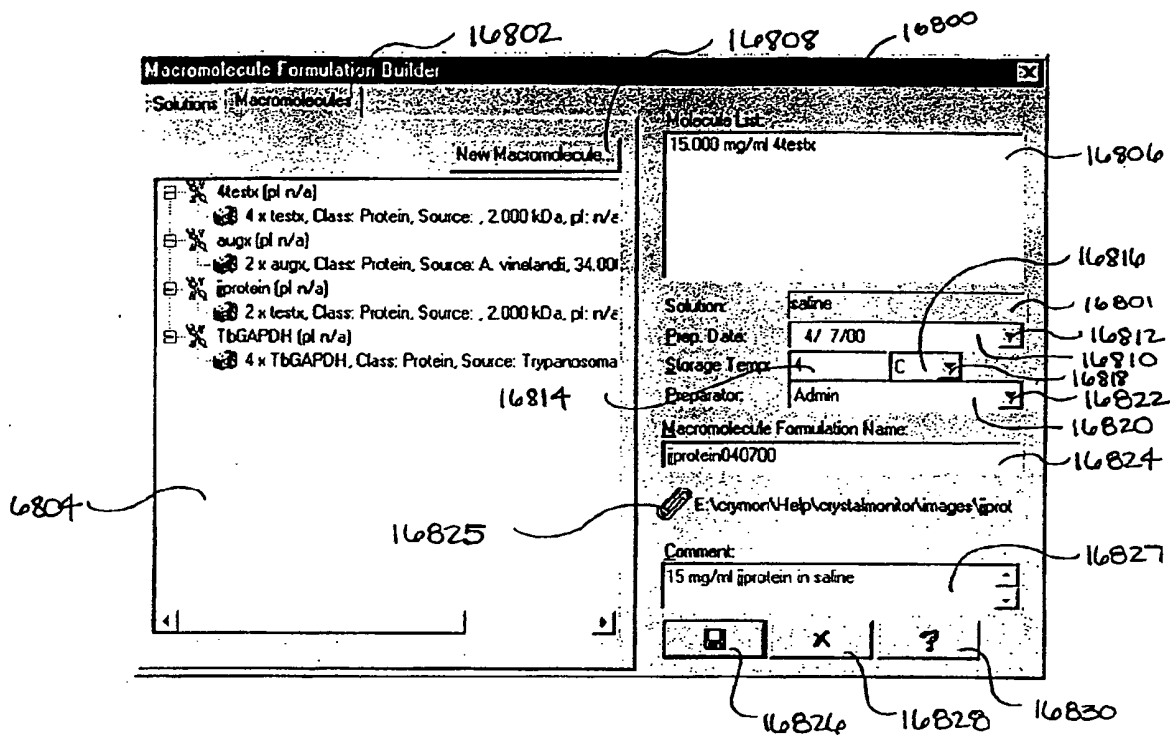 16802
16808
16800
Macromolecule Formulation Builder
Solutions Macromolecules
Molecule List:
New Macromolecule...
15.000 mg/ml 4testx
16806
4testx (pI n/a)
4 x testx, Class: Protein, Source: , 2.000 kDa, pI: n/a
augx (pI n/a)
2 x augx, Class: Protein, Source: A. vinelandii, 34.00
jjprotein (pI n/a)
2 x testx, Class: Protein, Source: , 2.000 kDa, pI: n/a
TbGAPDH (pI n/a)
4 x TbGAPDH, Class: Protein, Source: Trypanosoma
16816
Solution: saline
16801
Prep. Date: 4/ 7/00
16812
16810
Storage Temp: 4 C
16818
16814
Preparator: Admin
16822
16820
Macromolecule Formulation Name:
jjprotein040700
16824
6804
16825
E:\crymon\Help\crystalmonitor\images\jjprot
Comment:
16827
15 mg/ml jjprotein in saline
X
?
16826
16828
16830